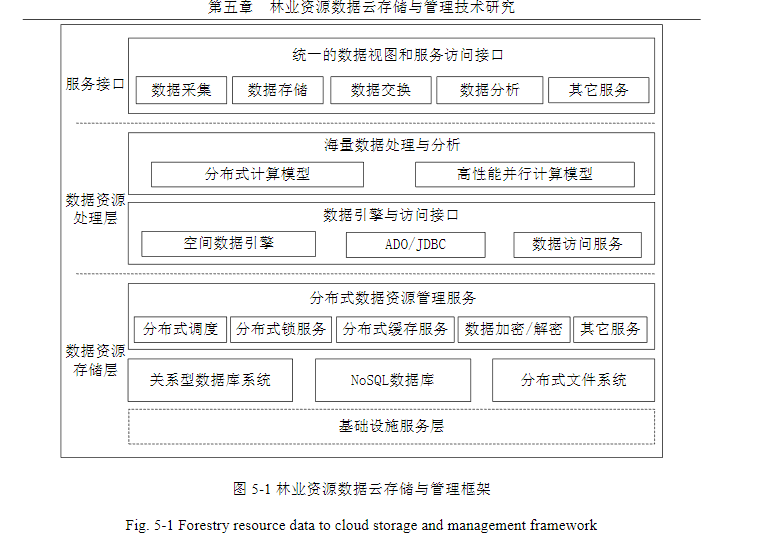 第五章 林业资源数据云存储与管理技术研究
统一的数据视图和服务访问接口
服务接口
数据采集 数据存储 数据交换 数据分析 其它服务
海量数据处理与分析
分布式计算模型 高性能并行计算模型
数据资源
处理层
数据引擎与访问接口
空间数据引擎 ADO/JDBC 数据访问服务
分布式数据资源管理服务
分布式调度 分布式锁服务 分布式缓存服务 数据加密/解密 其它服务
数据资源
存储层
关系型数据库系统 NoSQL数据库 分布式文件系统
基础设施服务层
图 5-1 林业资源数据云存储与管理框架
Fig. 5-1 Forestry resource data to cloud storage and management framework